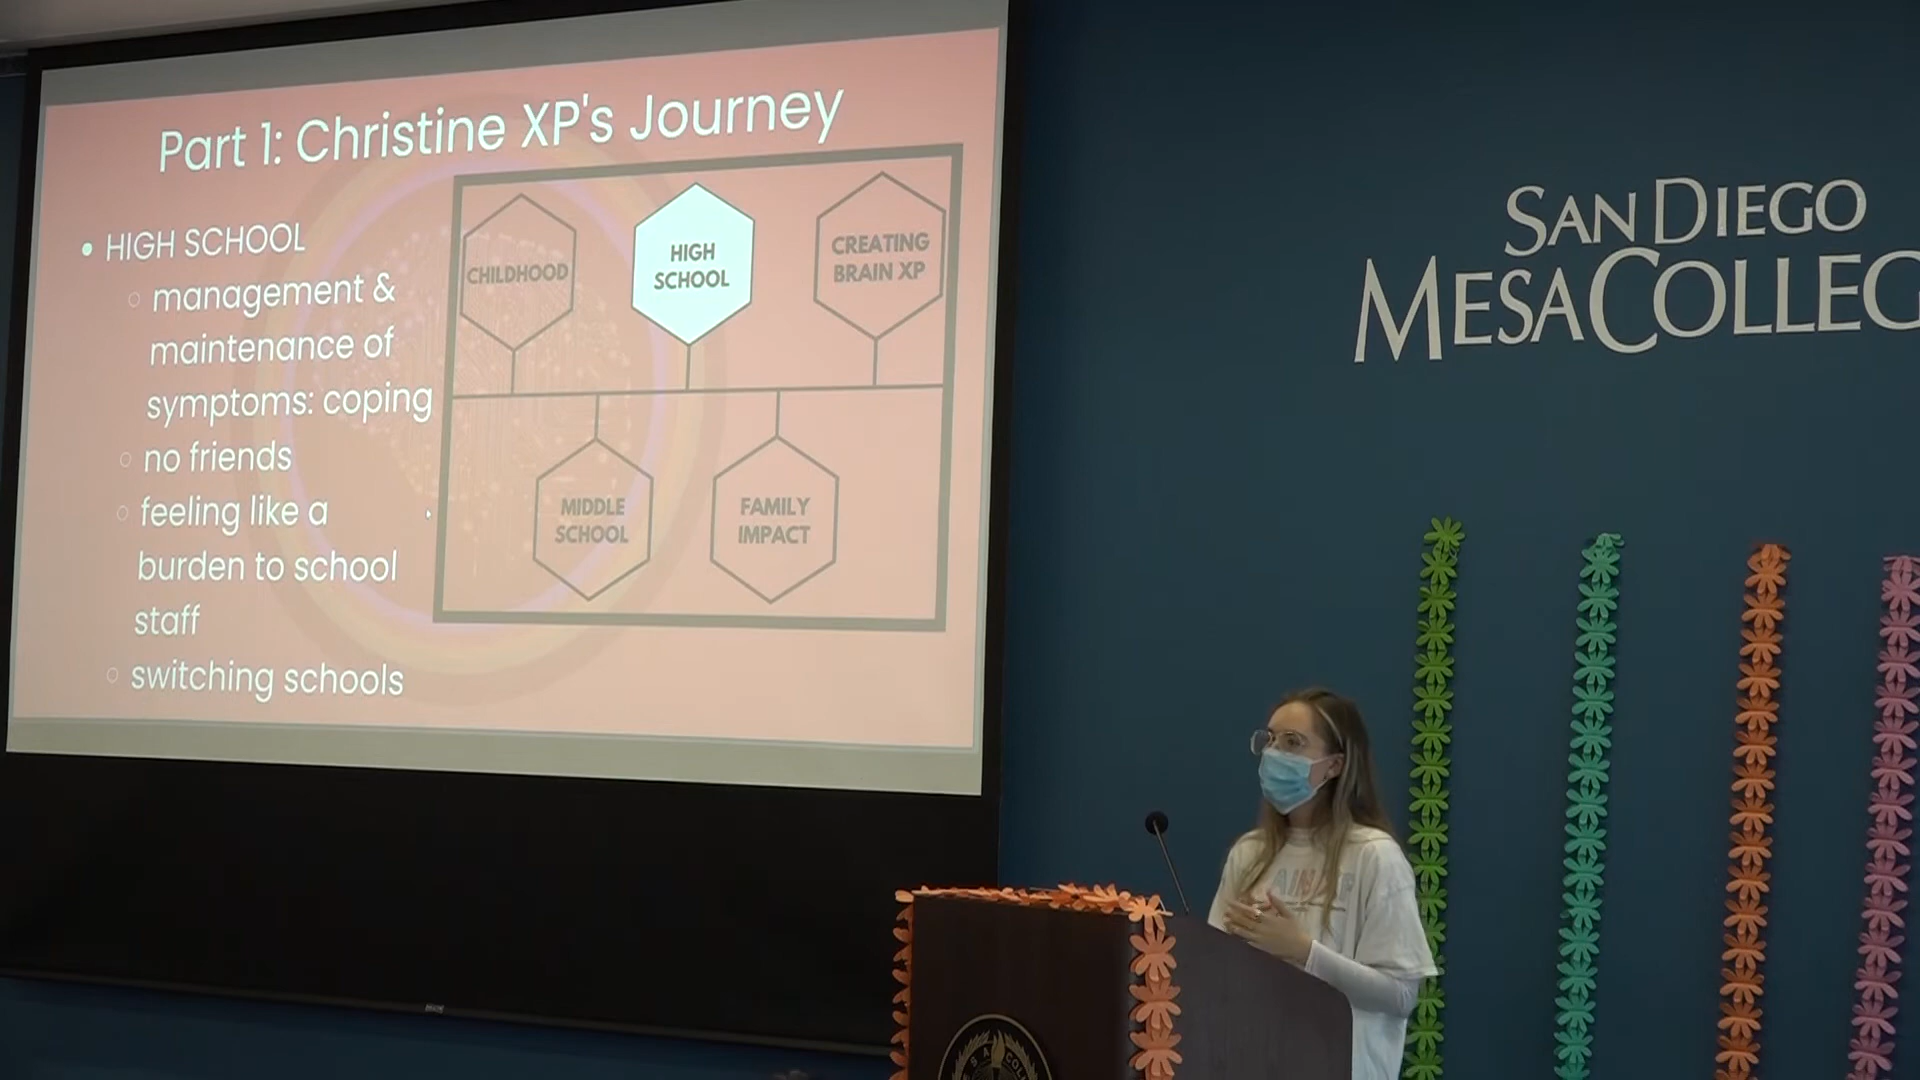 Part 1: Christine XP's Journey
HIGH SCHOOL
management &
maintenance of
symptoms: coping
no friends
feeling like a
burden to school
staff
switching schools
CHILDHOOD
HIGH
SCHOOL
CREATING
BRAIN XP
MIDDLE
SCHOOL
FAMILY
IMPACT
SAN DIEGO
MESA COLLEG